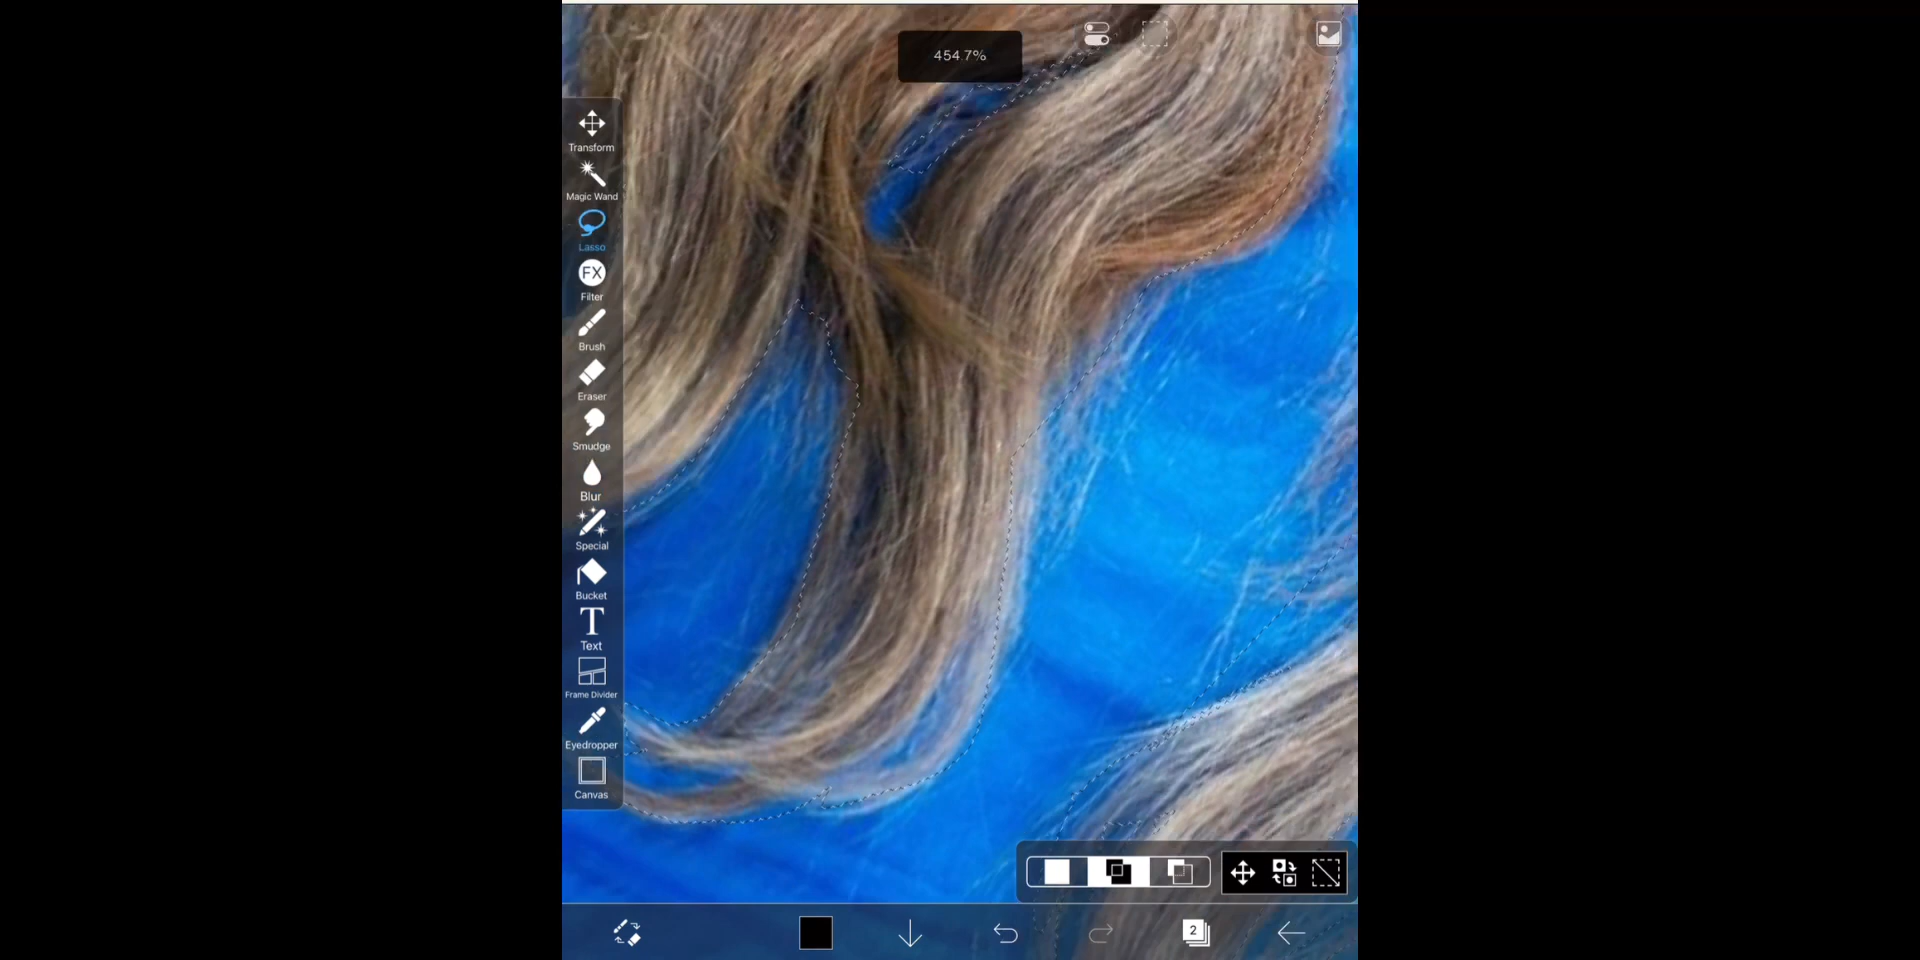 454.7%
Transform
Magic Wand
Lasso
FX
Filter
Brush
Eraser
Smudge
Blur
Special
Bucket
T
Text
Frame Divider
Eyedropper
Canvas
2